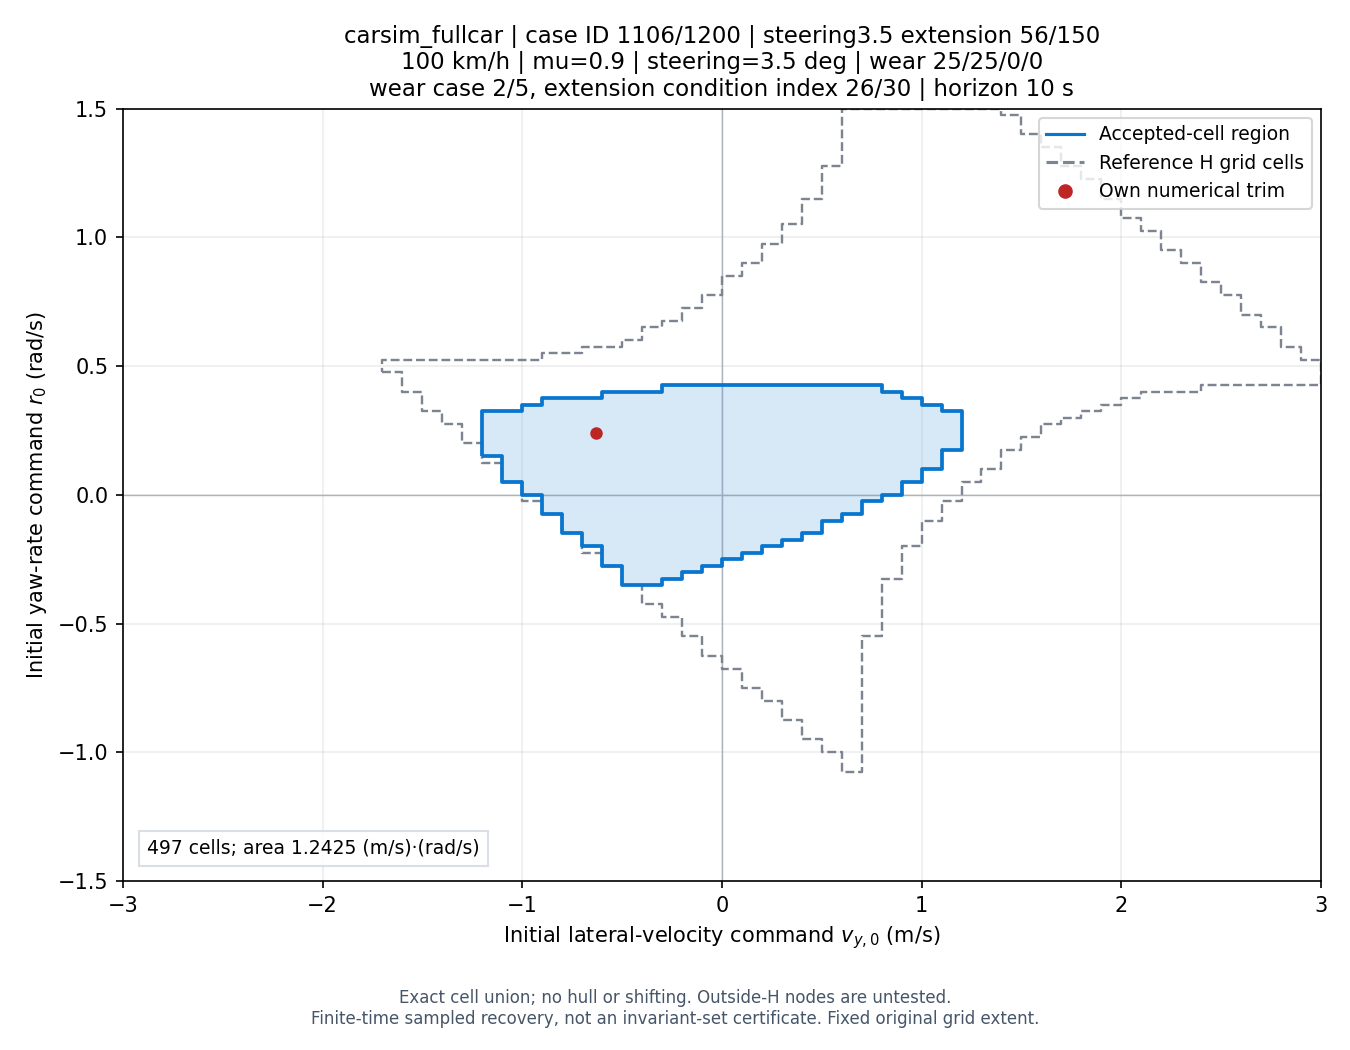 carsim_fullcar | case ID 1106/1200 | steering3.5 extension 56/150
100 km/h | mu=0.9 | steering=3.5 deg | wear 25/25/0/0
wear case 2/5, extension condition index 26/30 | horizon 10 s
Accepted-cell region
Reference H grid cells
Own numerical trim
1.5
1.0
0.5
0.0
−0.5
−1.0
−1.5
Initial yaw-rate command r₀ (rad/s)
497 cells; area 1.2425 (m/s)·(rad/s)
−3
−2
−1
0
1
2
3
Initial lateral-velocity command v_{y,0} (m/s)
Exact cell union; no hull or shifting. Outside-H nodes are untested.
Finite-time sampled recovery, not an invariant-set certificate. Fixed original grid extent.